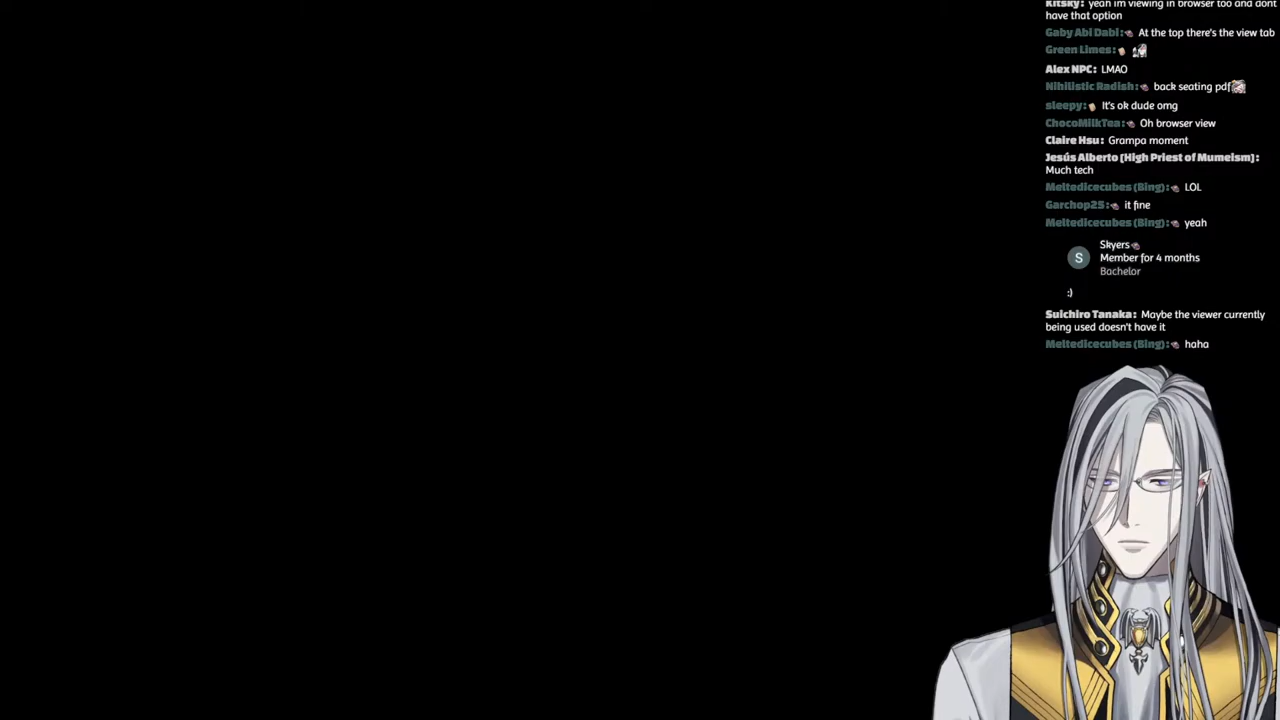 Kitsky: yeah im viewing in browser too and dont
have that option
Gaby Abi Dabi: At the top there's the view tab
Green Limes:
Alex NPC: LMAO
Nihilistic Radish: back seating pdf
sleepy: It's ok dude omg
ChocoMilkTea: Oh browser view
Claire Hsu: Grampa moment
Jesús Alberto (High Priest of Mumeism):
Much tech
Meltedicecubes (Bing): LOL
Garchop25: it fine
Meltedicecubes (Bing): yeah
Skyers
S
Member for 4 months
Bachelor
:)
Suichiro Tanaka: Maybe the viewer currently
being used doesn't have it
Meltedicecubes (Bing): haha